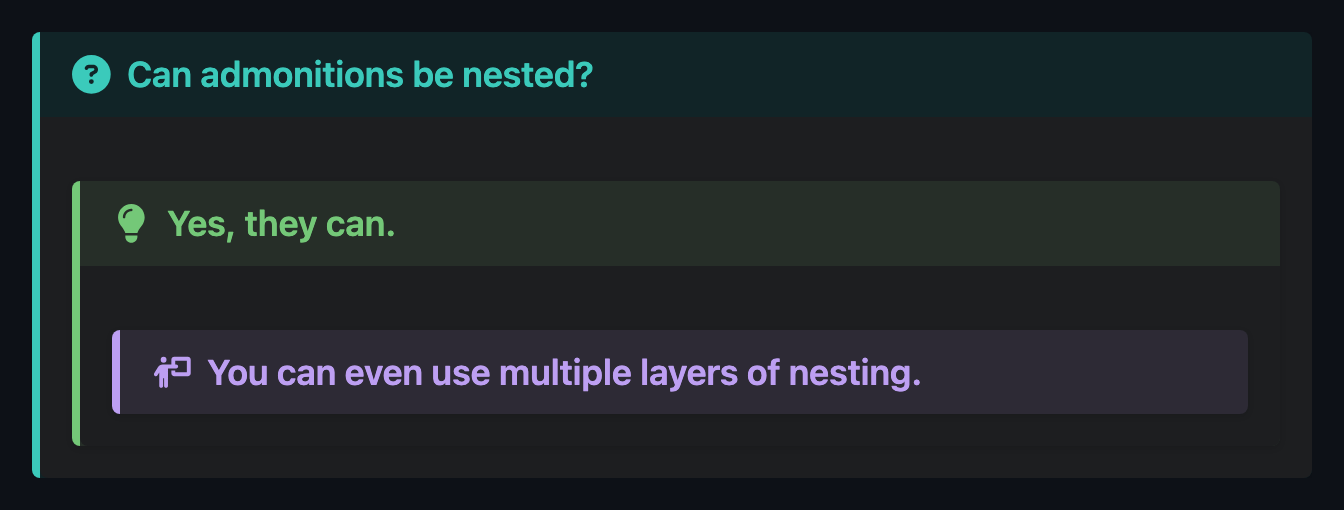 Can admonitions be nested?
Yes, they can.
You can even use multiple layers of nesting.